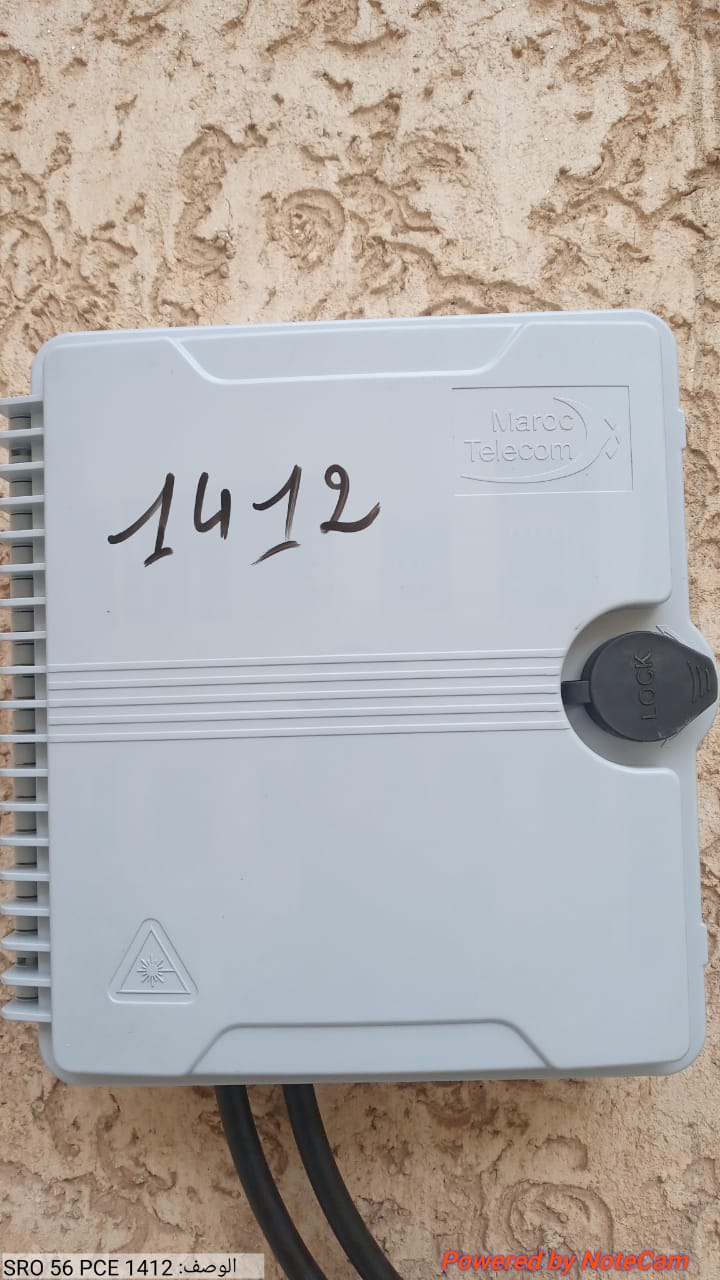 Maroc
Telecom
1412
LOCK
الوصف: SRO 56 PCE 1412
Powered by NoteCam